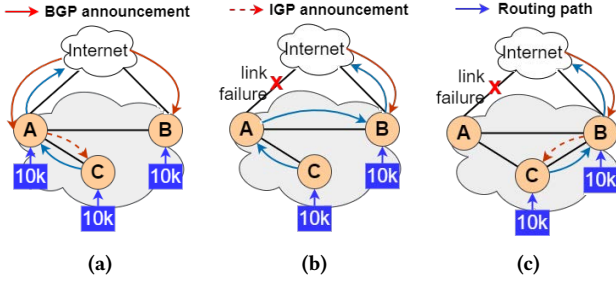 BGP announcement IGP announcement Routing path
Internet
A
B
C
10k
10k
10k
(a)
Internet
link
failure
X
A
B
C
10k
10k
(b)
Internet
link
failure
X
A
B
C
10k
10k
(c)